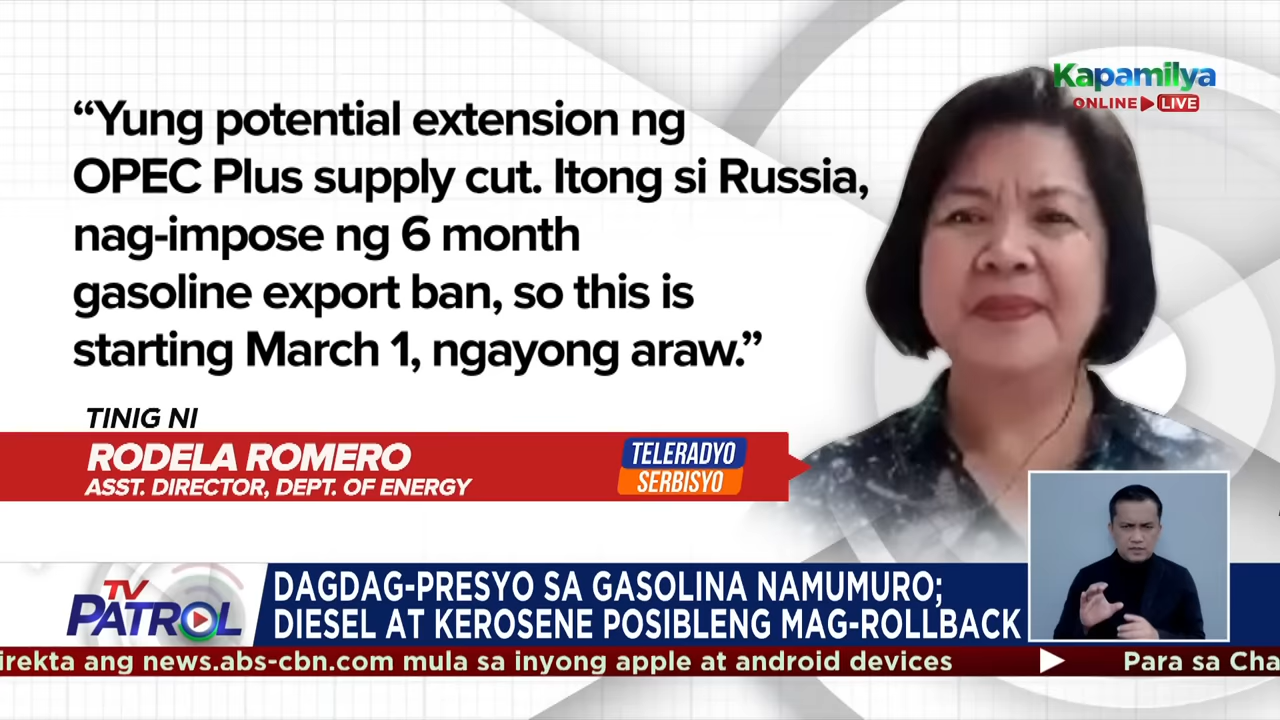 Kapamilya
ONLINE LIVE
“Yung potential extension ng
OPEC Plus supply cut. Itong si Russia,
nag-impose ng 6 month
gasoline export ban, so this is
starting March 1, ngayong araw.”
TINIG NI
RODELA ROMERO
ASST. DIRECTOR, DEPT. OF ENERGY
TELERADYO
SERBISYO
TV
PATROL
DAGDAG-PRESYO SA GASOLINA NAMUMURO;
DIESEL AT KEROSENE POSIBLENG MAG-ROLLBACK
irekta ang news.abs-cbn.com mula sa inyong apple at android devices
Para sa Cha